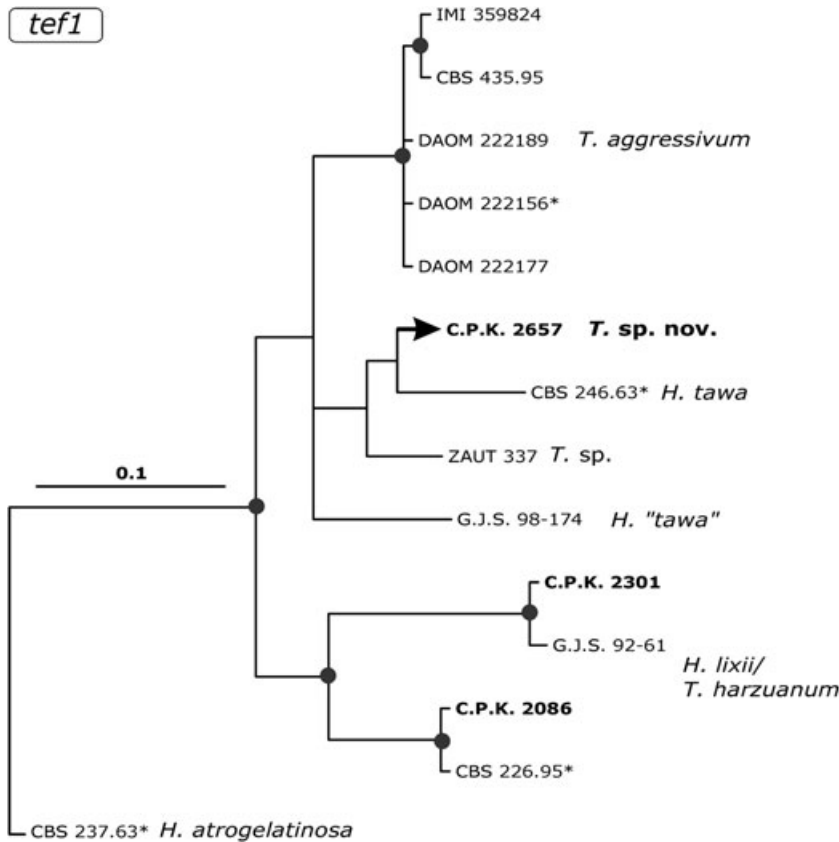 tef1
IMI 359824
CBS 435.95
DAOM 222189 T. aggressivum
DAOM 222156*
DAOM 222177
C.P.K. 2657 T. sp. nov.
CBS 246.63* H. tawa
ZAUT 337 T. sp.
0.1
G.J.S. 98-174 H. "tawa"
C.P.K. 2301
G.J.S. 92-61
H. lixii/
T. harzuanum
C.P.K. 2086
CBS 226.95*
CBS 237.63* H. atrogelatinosa